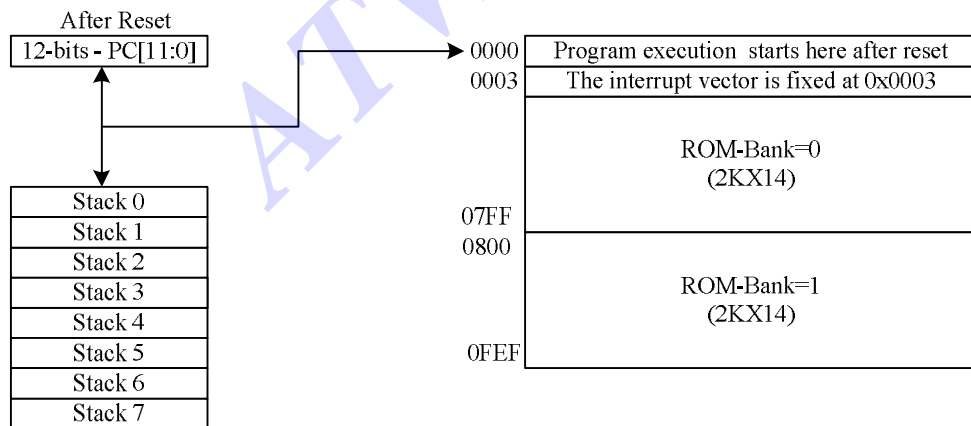 After Reset
12-bits - PC[11:0]
Stack 0
Stack 1
Stack 2
Stack 3
Stack 4
Stack 5
Stack 6
Stack 7
0000 Program execution starts here after reset
0003 The interrupt vector is fixed at 0x0003
ROM-Bank=0
(2KX14)
07FF
0800
ROM-Bank=1
(2KX14)
0FEF